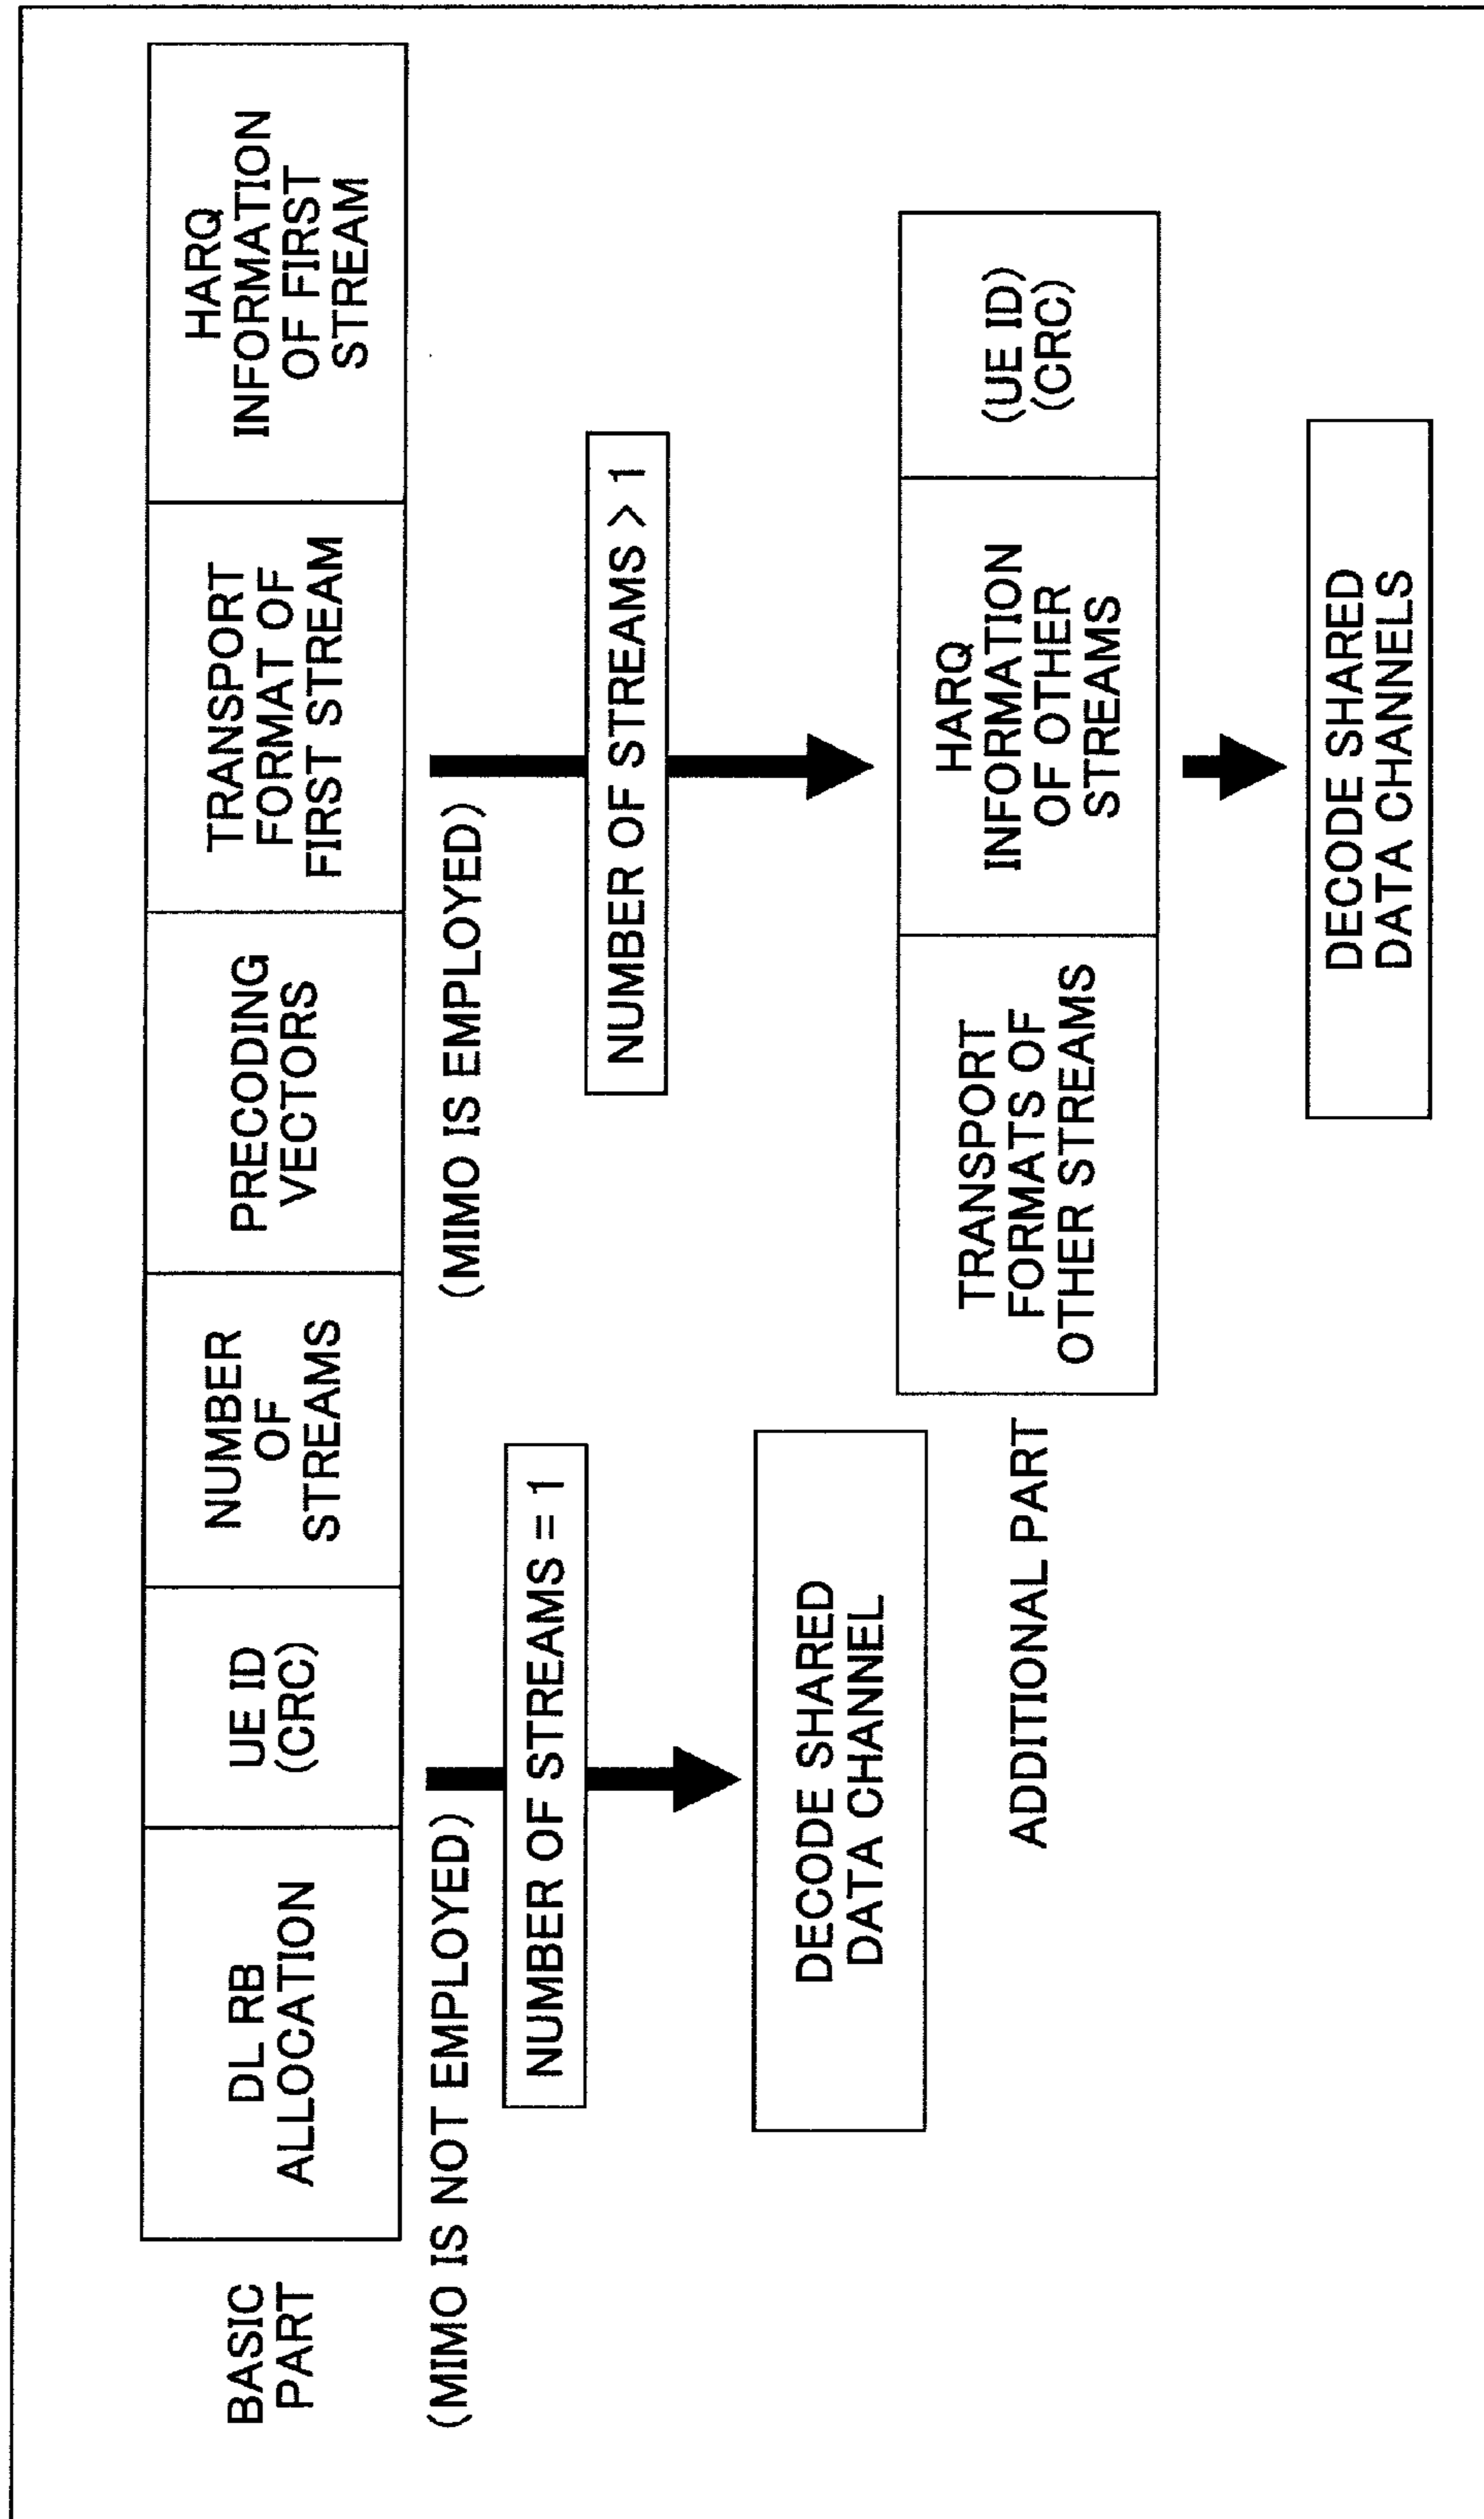 BASIC
PART
DL RB
ALLOCATION
UE ID
(CRC)
NUMBER
OF
STREAMS
PRECODING
VECTORS
TRANSPORT
FORMAT OF
FIRST STREAM
HARQ
INFORMATION
OF FIRST
STREAM
(MIMO IS NOT EMPLOYED)
NUMBER OF STREAMS = 1
DECODE SHARED
DATA CHANNEL
(MIMO IS EMPLOYED)
NUMBER OF STREAMS > 1
ADDITIONAL PART
TRANSPORT
FORMATS OF
OTHER STREAMS
HARQ
INFORMATION
OF OTHER
STREAMS
(UE ID)
(CRC)
DECODE SHARED
DATA CHANNELS